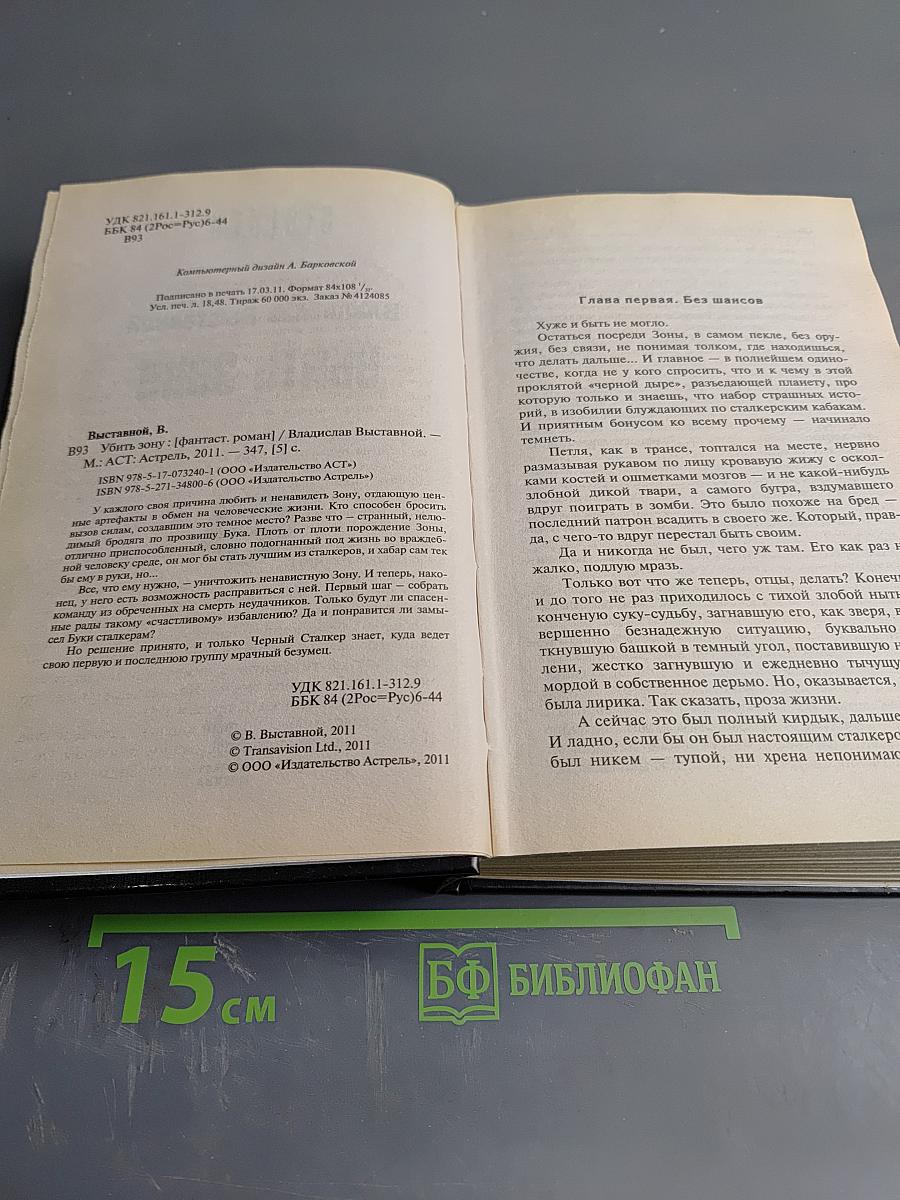 УДК 821.161.1-312.9
ББК 84 (2Рос=Рус)6-44
В93
Компьютерный дизайн А. Барковской
Подписано в печать 17.03.11. Формат 84x108 1/32.
Усл. печ. л. 18,48. Тираж 60 000 экз. Заказ № 4124085
Выставной, В.
В93 Убить зону : [фантаст. роман] / Владислав Выставной. —
М.: АСТ: Астрель, 2011. — 347, [5] с.
ISBN 978-5-17-073240-1 (ООО «Издательство АСТ»)
ISBN 978-5-271-34800-6 (ООО «Издательство Астрель»)
У каждого своя причина любить и ненавидеть Зону, отдающую цен-
ные артефакты в обмен на человеческие жизни. Кто способен бросить
вызов силам, создавшим это темное место? Разве что – странный, нелю-
димый бродяга по прозвищу Бука. Плоть от плоти порождение Зоны,
отлично приспособленный, словно подогнанный под жизнь во враждеб-
ной человеку среде, он мог бы стать лучшим из сталкеров, и хабар сам тек
бы ему в руки, но...
Все, что ему нужно, – уничтожить ненавистную Зону. И теперь, нако-
нец, у него есть возможность расправиться с ней. Первый шаг – собрать
команду из обреченных на смерть неудачников. Только будут ли спасен-
ные рады такому «счастливому» избавлению? Да и понравится ли замы-
сел Буки сталкерам?
Но решение принято, и только Черный Сталкер знает, куда ведет
свою первую и последнюю группу мрачный безумец.
УДК 821.161.1-312.9
ББК 84 (2Рос=Рус)6-44
© В. Выставной, 2011
© Transavision Ltd., 2011
© ООО «Издательство Астрель», 2011
Глава первая. Без шансов
Хуже и быть не могло.
Остаться посреди Зоны, в самом пекле, без ору-
жия, без связи, не понимая толком, где находишься,
что делать дальше... И главное — в полнейшем одино-
честве, когда не у кого спросить, что и к чему в этой
проклятой «черной дыре», разъедающей планету, про
которую только и знаешь, что набор страшных исто-
рий, в изобилии блуждающих по сталкерским кабакам.
И приятным бонусом ко всему прочему — начинало
темнеть.
Петля, как в трансе, топтался на месте, нервно
размазывая рукавом по лицу кровавую жижу с оскол-
ками костей и ошметками мозгов — и не какой-нибудь
злобной дикой твари, а самого бугра, вздумавшего
вдруг поиграть в зомби. Это было похоже на бред —
последний патрон всадить в своего же. Который, прав-
да, с чего-то вдруг перестал быть своим.
Да и никогда не был, чего уж там. Его как раз н
жалко, подлую мразь.
Только вот что же теперь, отцы, делать? Конечн
и до того не раз приходилось с тихой злобой ныть
конченую суку-судьбу, загнавшую его, как зверя, в
вершенно безнадежную ситуацию, буквально
ткнувшую башкой в темный угол, поставившую н
лени, жестко загнувшую и ежедневно тычущу
мордой в собственное дерьмо. Но, оказывается,
была лирика. Так сказать, проза жизни.
А сейчас это был полный кирдык, дальше
И ладно, если бы он был настоящим сталкеро
был никем — тупой, ни хрена непонимаю
15 см
БФ БИБЛИОФАН